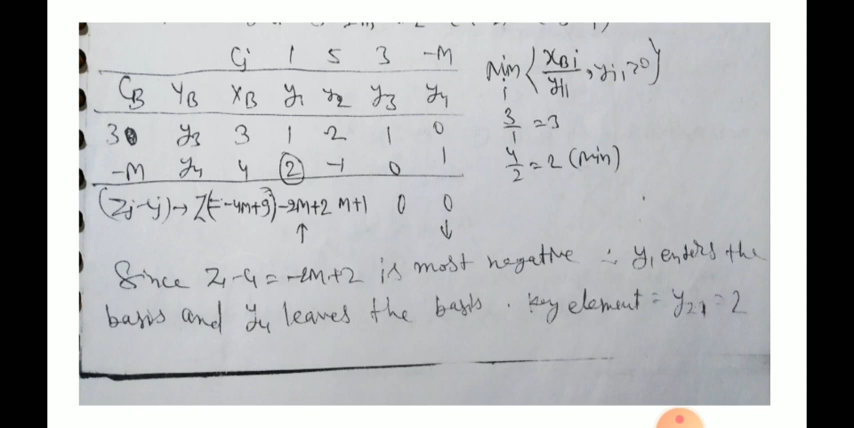 Cj 1 5 3 -M
CB YB XB y1 y2 y3 y4
3 y3 3 1 2 1 0
-M y4 4 2 -1 0 1
(Zj-Cj) → Z(=-4M+9) -2M+2 M+1 0 0
↑ ↓
Min i { XBi / yi1 , yi1 >0 }
3/1 = 3
4/2 = 2 (Min)
Since Z1-C1 = -2M+2 is most negative ∴ y1 enters the
basis and y4 leaves the basis. key element = y21 = 2